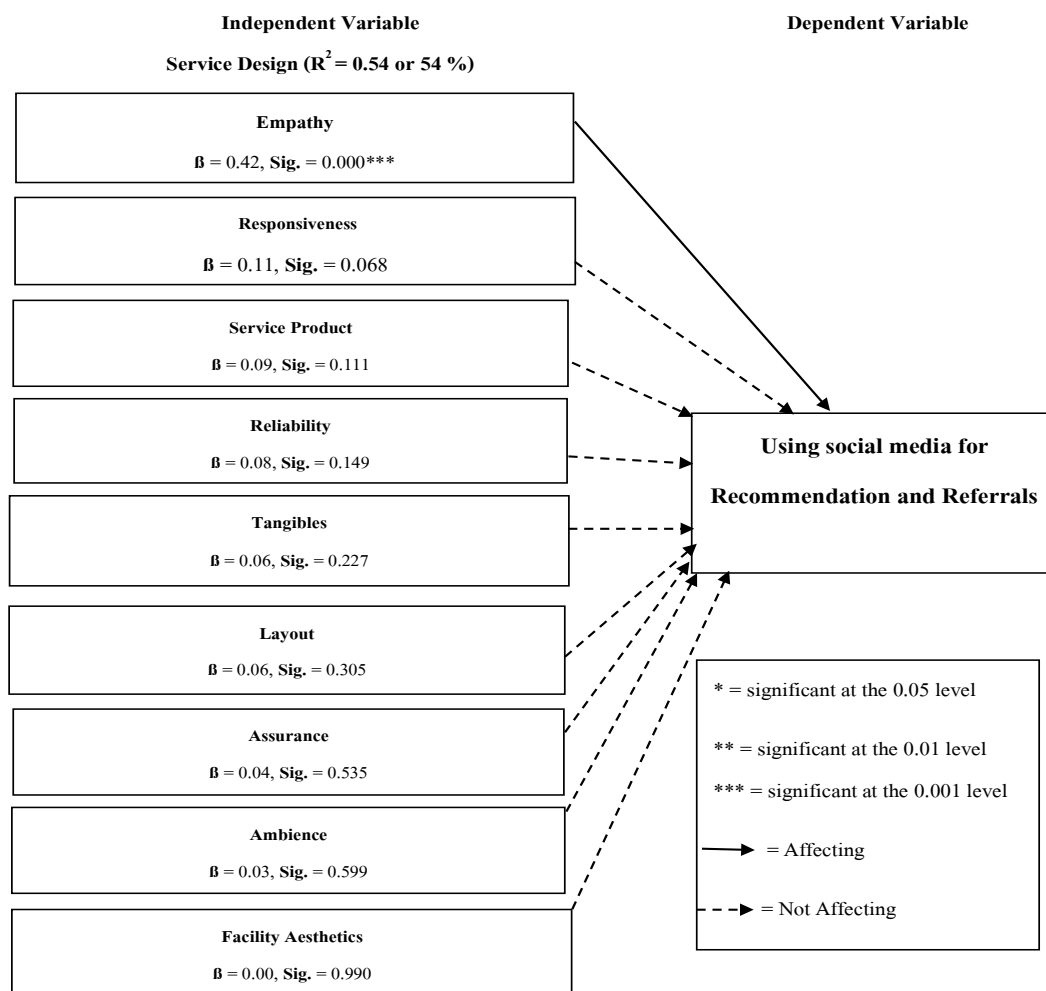 Independent Variable
Dependent Variable
Service Design (R² = 0.54 or 54 %)
Empathy
ß = 0.42, Sig. = 0.000***
Responsiveness
ß = 0.11, Sig. = 0.068
Service Product
ß = 0.09, Sig. = 0.111
Reliability
ß = 0.08, Sig. = 0.149
Tangibles
ß = 0.06, Sig. = 0.227
Layout
ß = 0.06, Sig. = 0.305
Assurance
ß = 0.04, Sig. = 0.535
Ambience
ß = 0.03, Sig. = 0.599
Facility Aesthetics
ß = 0.00, Sig. = 0.990
Using social media for
Recommendation and Referrals
* = significant at the 0.05 level
** = significant at the 0.01 level
*** = significant at the 0.001 level
= Affecting
= Not Affecting